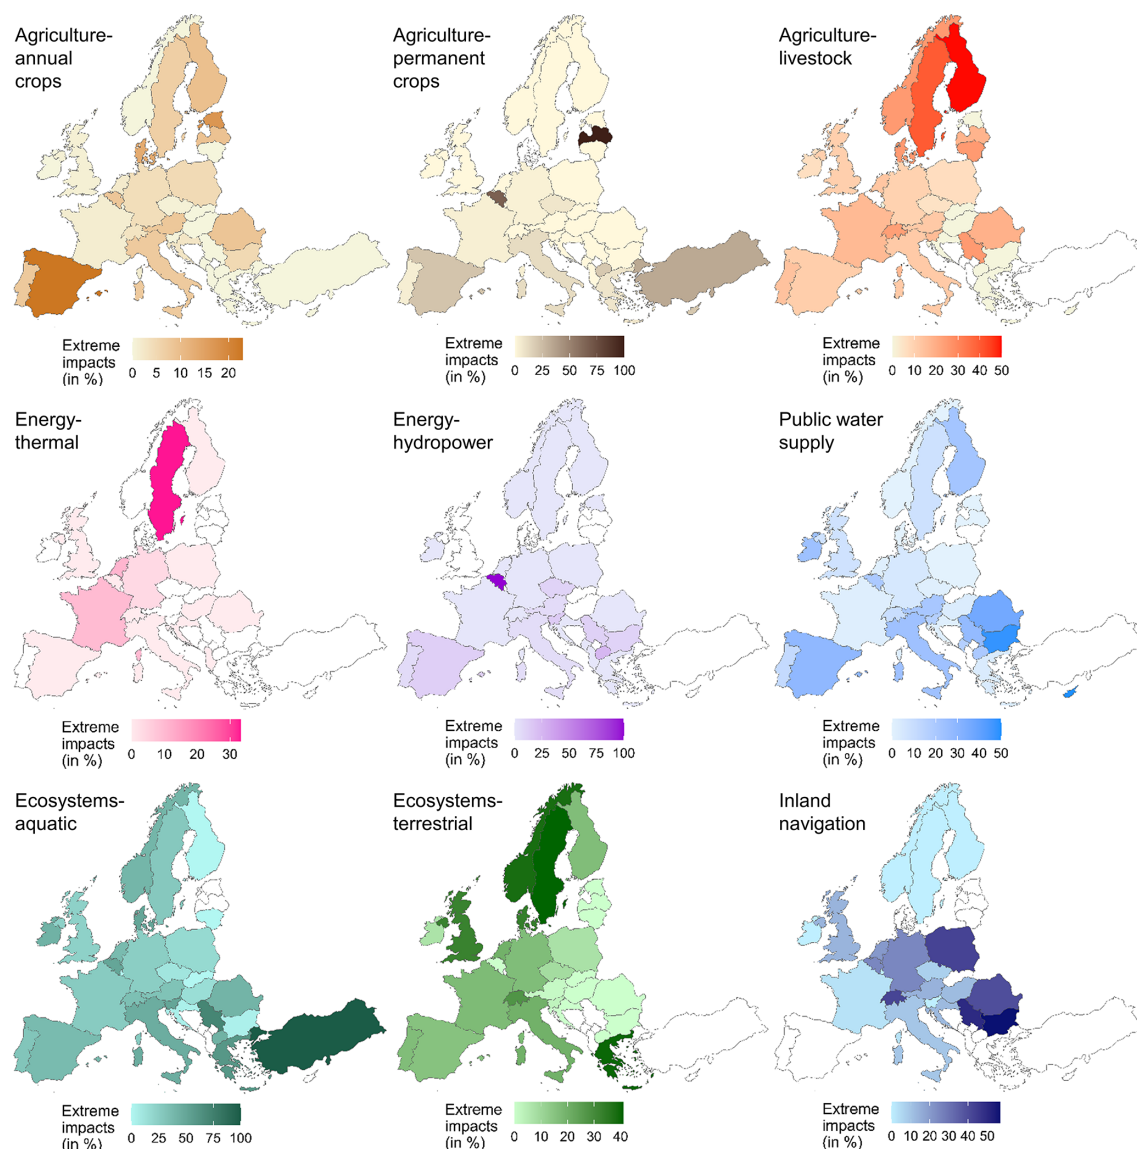 Agriculture-
annual
crops
Extreme
impacts
(in %)
0 5 10 15 20
Agriculture-
permanent
crops
Extreme
impacts
(in %)
0 25 50 75 100
Agriculture-
livestock
Extreme
impacts
(in %)
0 10 20 30 40 50
Energy-
thermal
Extreme
impacts
(in %)
0 10 20 30
Energy-
hydropower
Extreme
impacts
(in %)
0 25 50 75 100
Public water
supply
Extreme
impacts
(in %)
0 10 20 30 40 50
Ecosystems-
aquatic
Extreme
impacts
(in %)
0 25 50 75 100
Ecosystems-
terrestrial
Extreme
impacts
(in %)
0 10 20 30 40
Inland
navigation
Extreme
impacts
(in %)
0 10 20 30 40 50